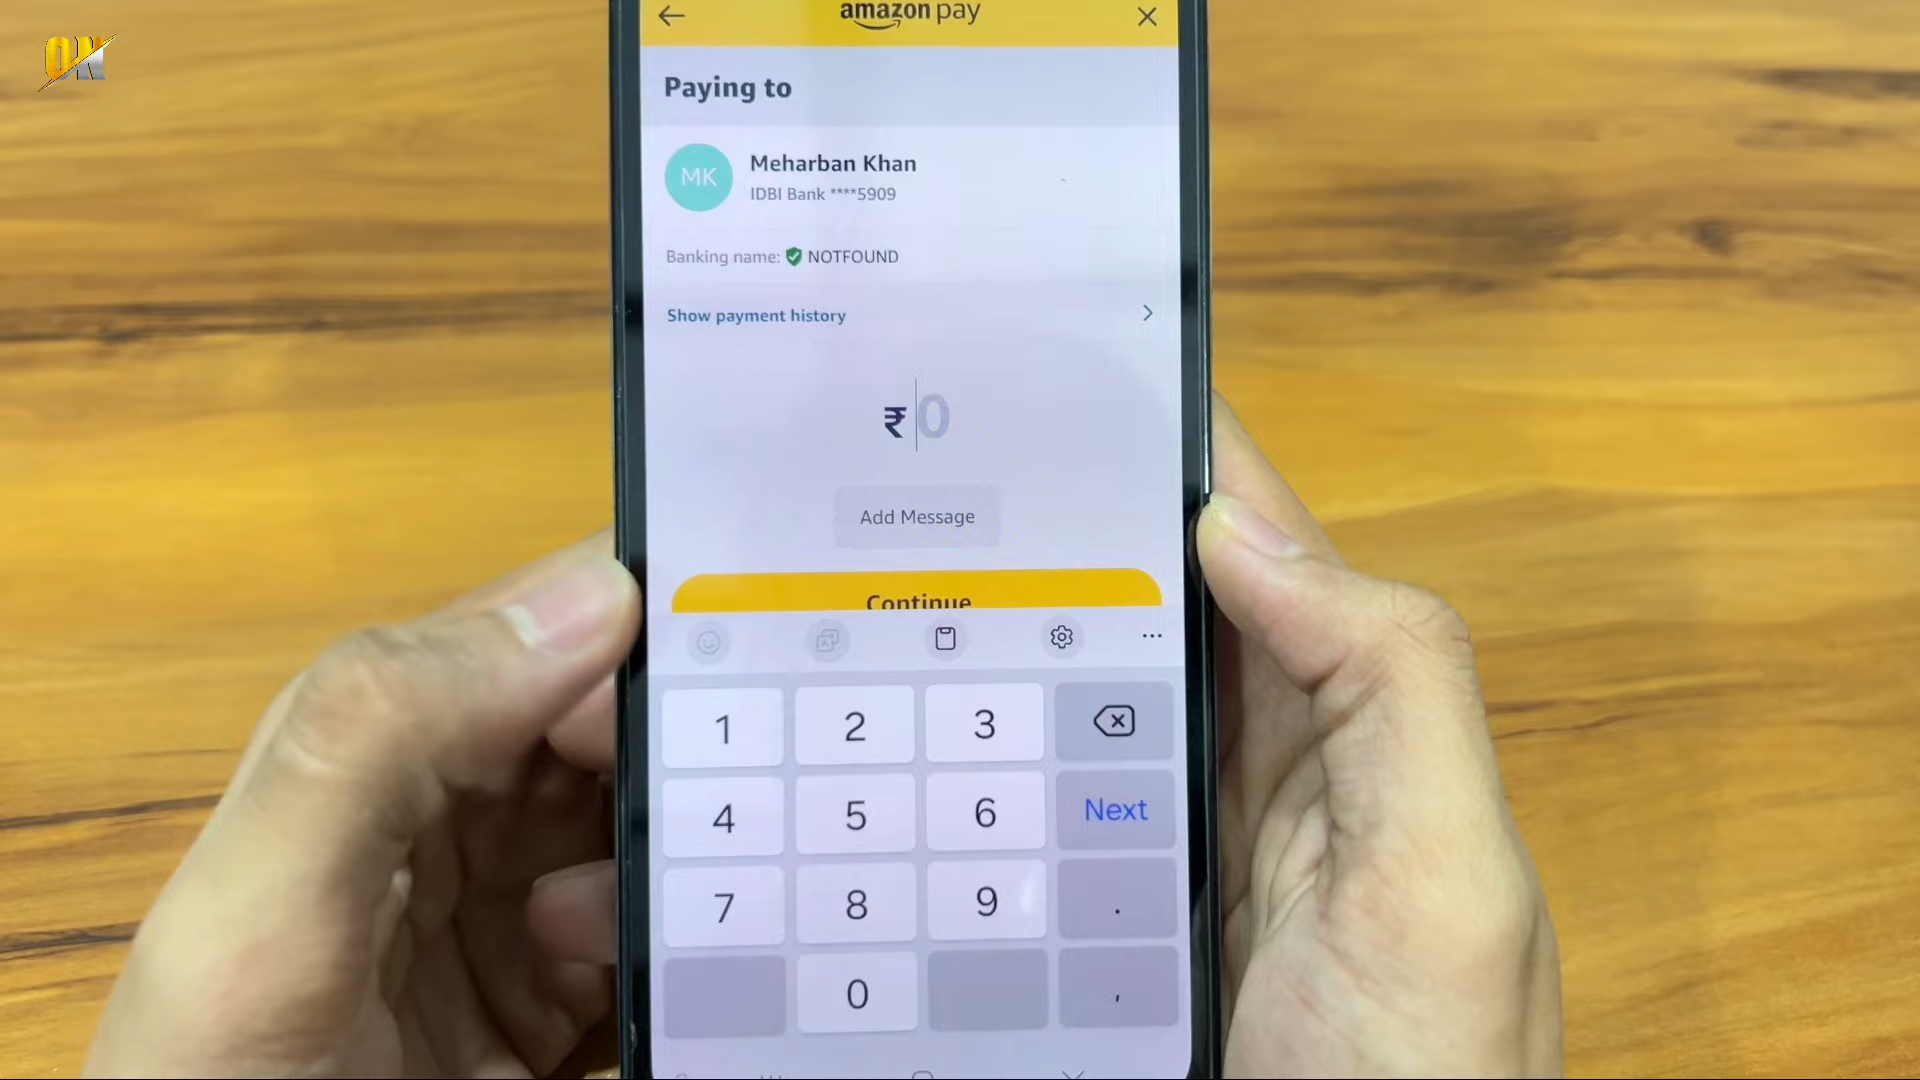 OK
amazon pay
Paying to
MK
Meharban Khan
IDBI Bank ****5909
Banking name: NOTFOUND
Show payment history
₹ 0
Add Message
Continue
1 2 3
4 5 6 Next
7 8 9 .
0 ,